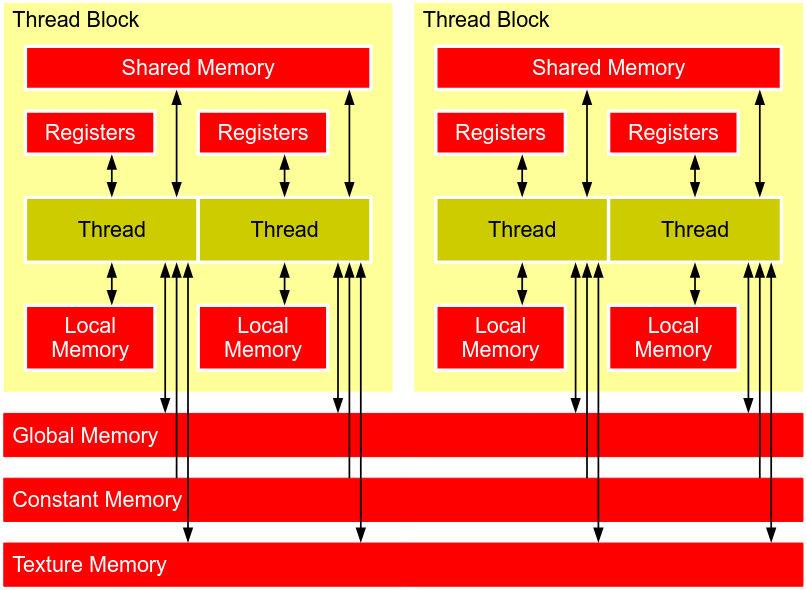 Thread Block
Thread Block
Shared Memory
Shared Memory
Registers
Registers
Registers
Registers
Thread
Thread
Thread
Thread
Local
Memory
Local
Memory
Local
Memory
Local
Memory
Global Memory
Constant Memory
Texture Memory